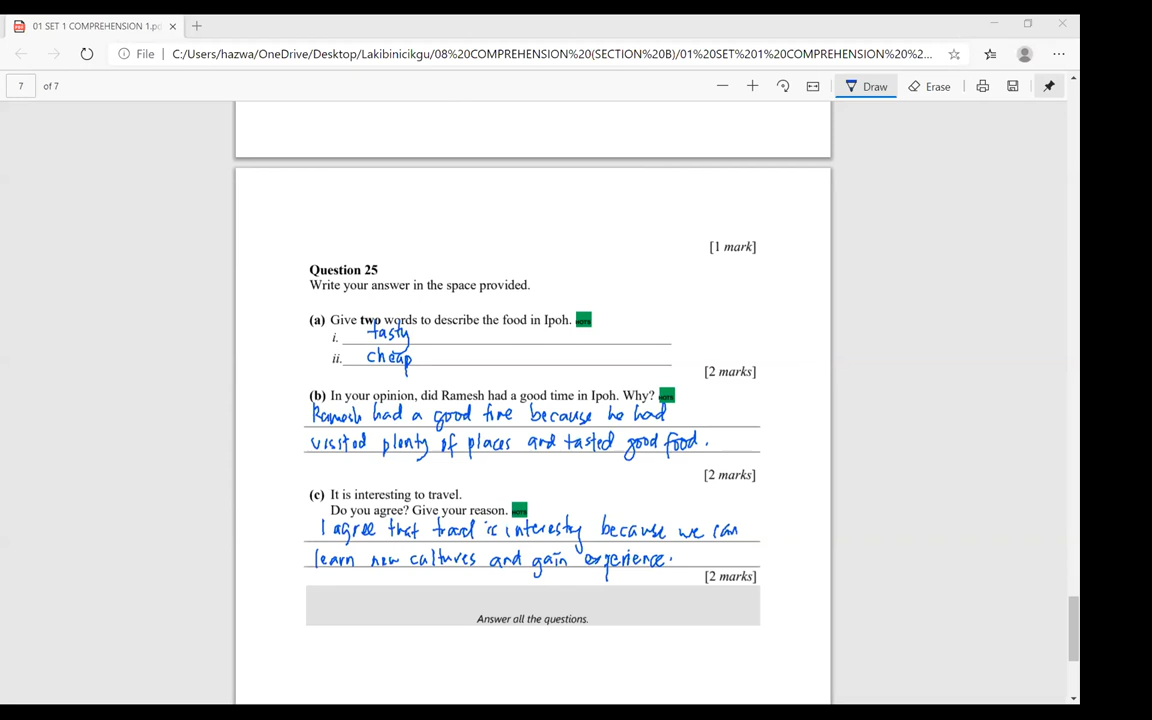 01 SET 1 COMPREHENSION 1.pd
File
C:/Users/hazwa/OneDrive/Desktop/Lakibinicikgu/08%20COMPREHENSION%20(SECTION%20B)/01%20SET%201%20COMPREHENSION%20%2...
7 of 7
Draw
Erase
[1 mark]
Question 25
Write your answer in the space provided.
(a) Give two words to describe the food in Ipoh.
i. tasty
ii. cheap
[2 marks]
(b) In your opinion, did Ramesh had a good time in Ipoh. Why?
Ramesh had a good time because he had
visited plenty of places and tasted good food.
[2 marks]
(c) It is interesting to travel.
Do you agree? Give your reason.
I agree that travel is interesting because we can
learn new cultures and gain experience.
[2 marks]
Answer all the questions.